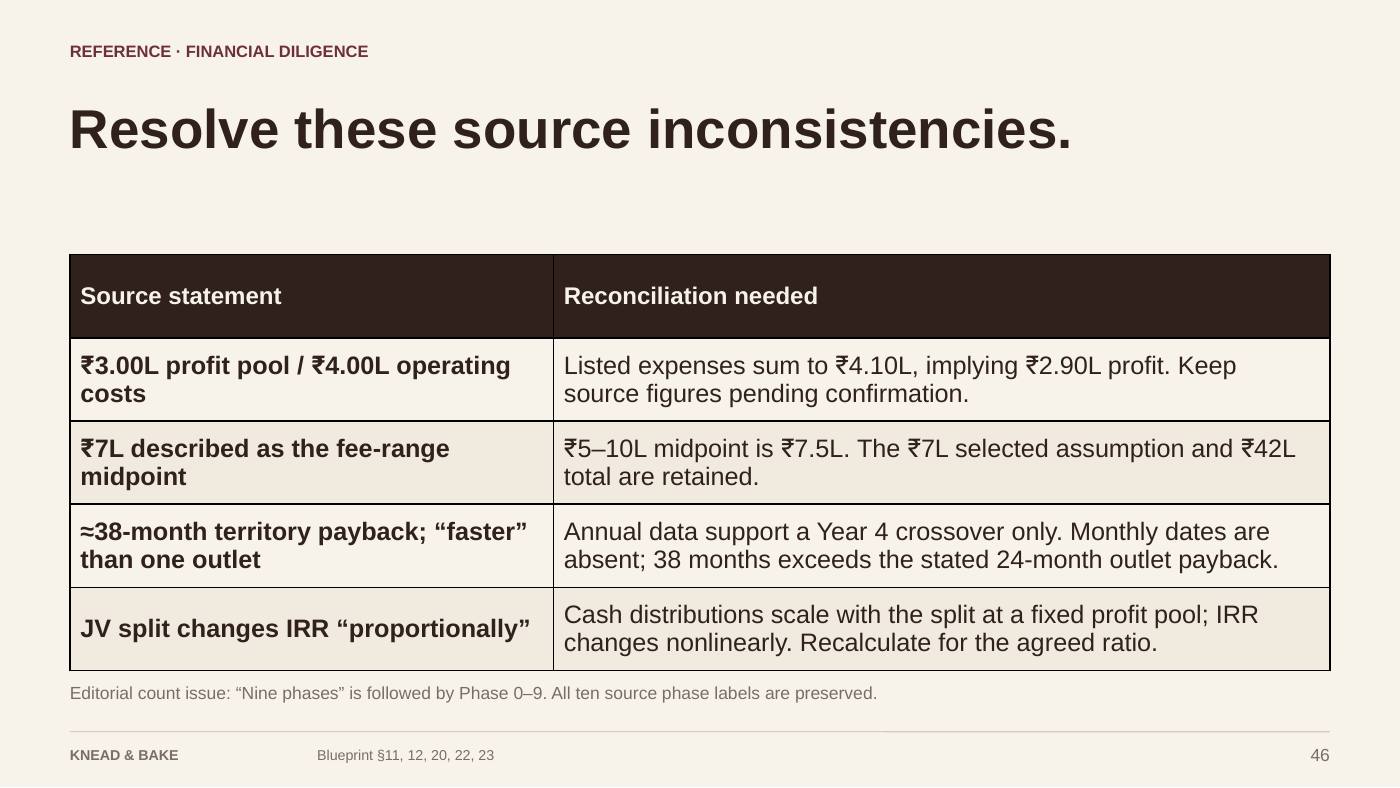 REFERENCE · FINANCIAL DILIGENCE
Resolve these source inconsistencies.
Source statement
Reconciliation needed
₹3.00L profit pool / ₹4.00L operating
costs
Listed expenses sum to ₹4.10L, implying ₹2.90L profit. Keep
source figures pending confirmation.
₹7L described as the fee-range
midpoint
₹5–10L midpoint is ₹7.5L. The ₹7L selected assumption and ₹42L
total are retained.
≈38-month territory payback; “faster”
than one outlet
Annual data support a Year 4 crossover only. Monthly dates are
absent; 38 months exceeds the stated 24-month outlet payback.
JV split changes IRR “proportionally”
Cash distributions scale with the split at a fixed profit pool; IRR
changes nonlinearly. Recalculate for the agreed ratio.
Editorial count issue: “Nine phases” is followed by Phase 0–9. All ten source phase labels are preserved.
KNEAD & BAKE
Blueprint §11, 12, 20, 22, 23
46